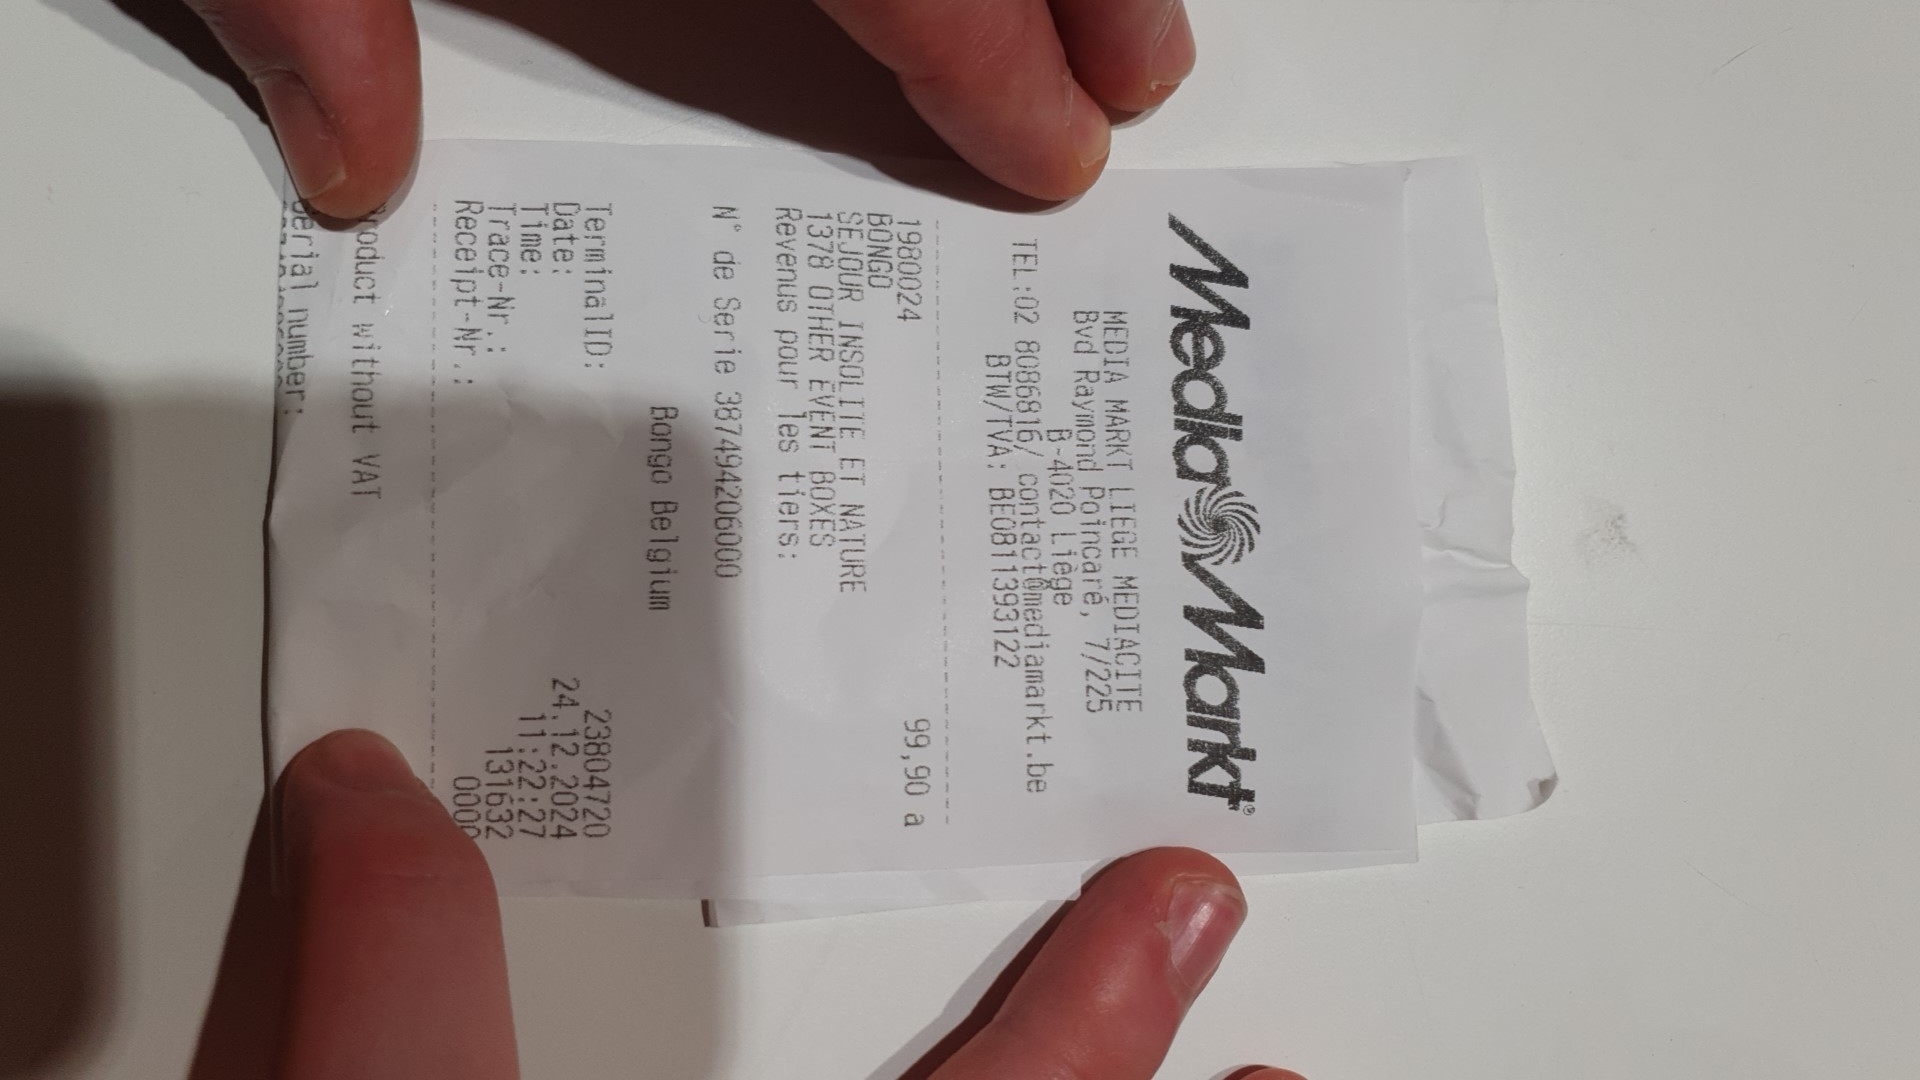 MediaMarkt®
MEDIA MARKT LIEGE MEDIACITE
Bvd Raymond Poincaré, 7/225
B-4020 Liège
TEL:02 8086816/ contact@mediamarkt.be
BTW/TVA: BE0811393122
1980024 99,90 a
BONGO
SEJOUR INSOLITE ET NATURE
1378 OTHER EVENT BOXES
Revenus pour les tiers:
N° de Serie 387494206000
Bongo Belgium
TerminalID: 23804720
Date: 24.12.2024
Time: 11:22:27
Trace-Nr.: 131632
Receipt-Nr.: 0000
Product without VAT
Serial number: